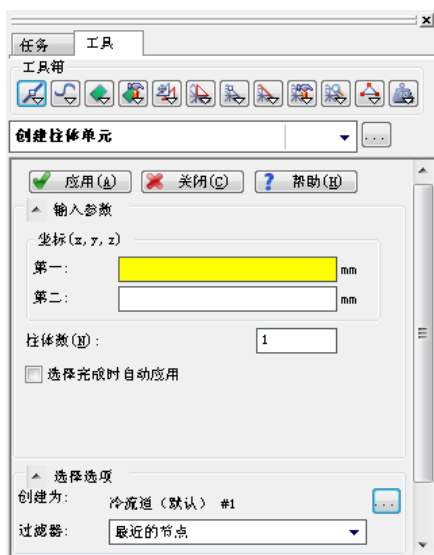 任务 工具
工具箱
创建柱体单元 ...
应用(A) 关闭(C) ? 帮助(H)
输入参数
坐标(x, y, z)
第一: mm
第二: mm
柱体数(N): 1
选择完成时自动应用
选择选项
创建为: 冷流道 (默认) #1 ...
过滤器: 最近的节点